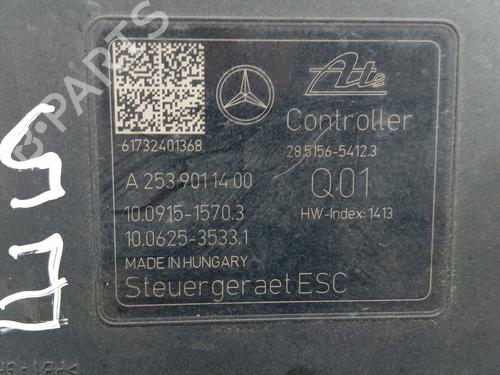 Ate
61732401368
Controller
28.5156-5412.3
A 253 901 14 00
Q01
10.0915-1570.3
HW-Index: 1413
10.0625-3533.1
MADE IN HUNGARY
Steuergeraet ESC